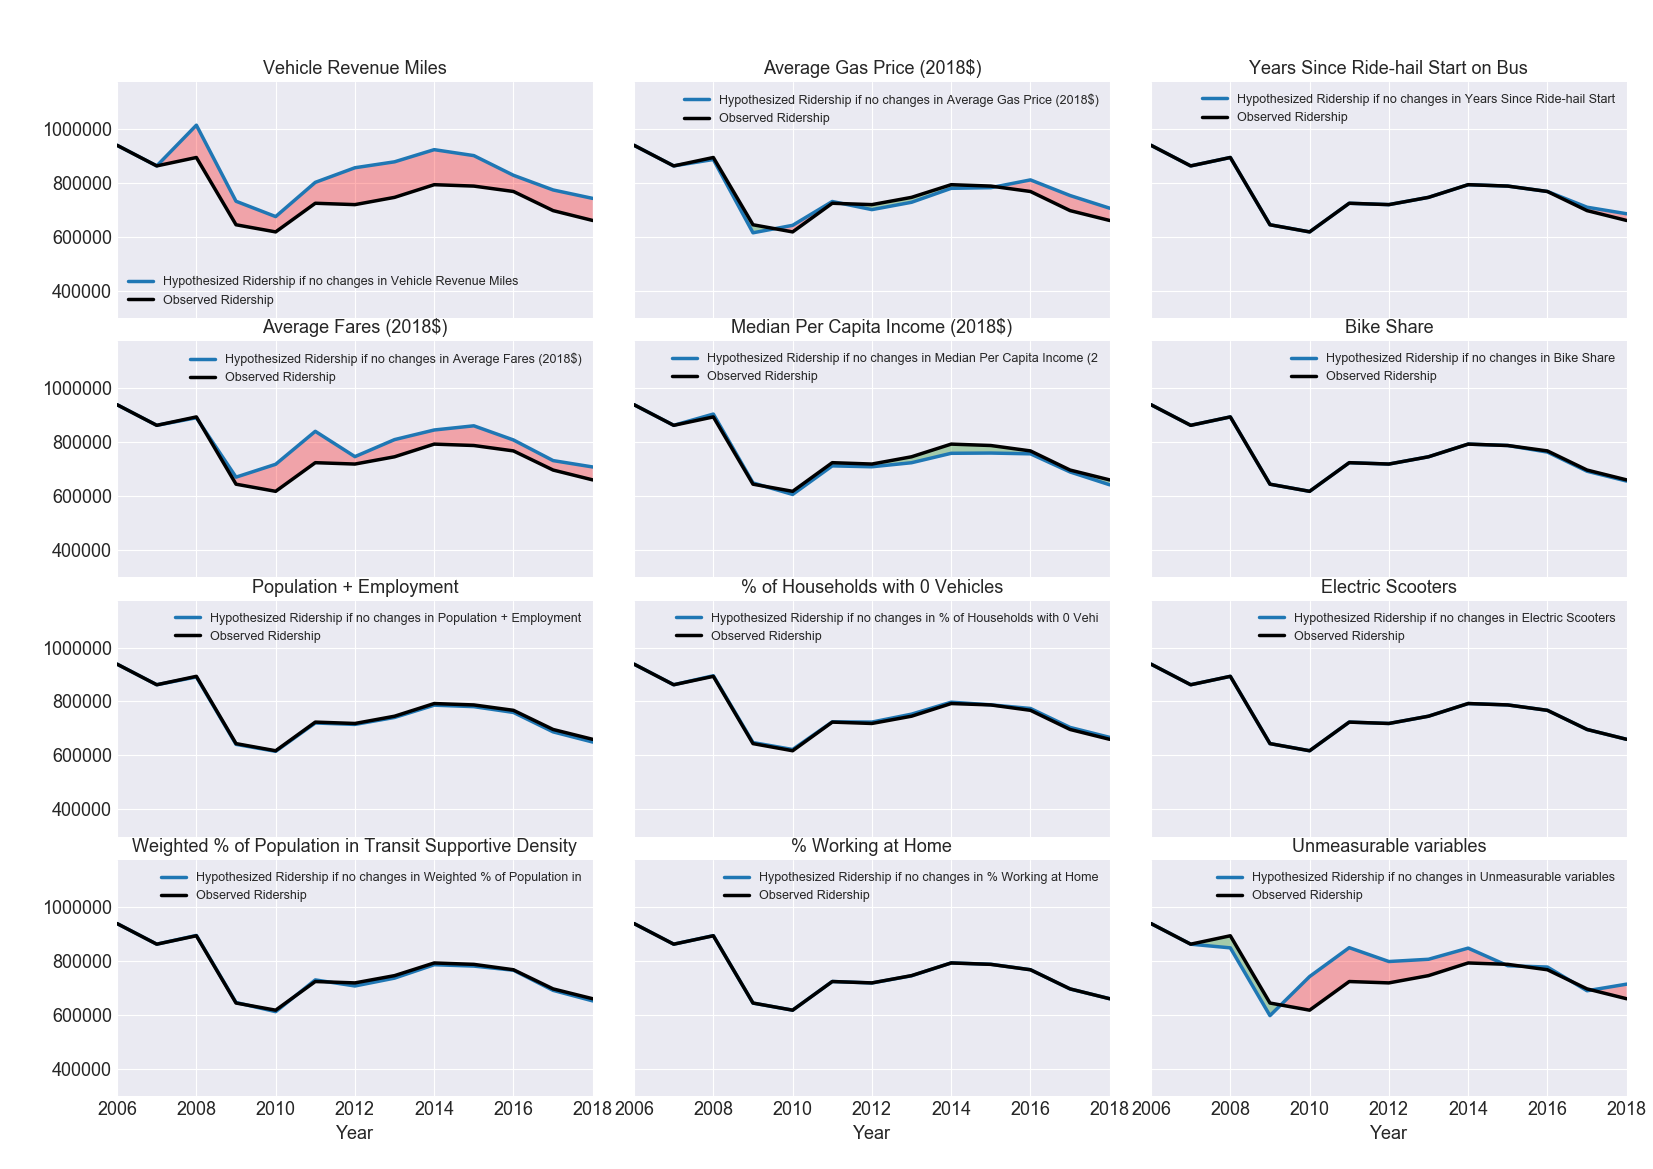 Vehicle Revenue Miles
1000000
800000
600000
400000
Hypothesized Ridership if no changes in Vehicle Revenue Miles
Observed Ridership
Average Gas Price (2018$)
Hypothesized Ridership if no changes in Average Gas Price (2018$)
Observed Ridership
Years Since Ride-hail Start on Bus
Hypothesized Ridership if no changes in Years Since Ride-hail Start
Observed Ridership
Average Fares (2018$)
1000000
800000
600000
400000
Hypothesized Ridership if no changes in Average Fares (2018$)
Observed Ridership
Median Per Capita Income (2018$)
Hypothesized Ridership if no changes in Median Per Capita Income (2
Observed Ridership
Bike Share
Hypothesized Ridership if no changes in Bike Share
Observed Ridership
Population + Employment
1000000
800000
600000
400000
Hypothesized Ridership if no changes in Population + Employment
Observed Ridership
% of Households with 0 Vehicles
Hypothesized Ridership if no changes in % of Households with 0 Vehi
Observed Ridership
Electric Scooters
Hypothesized Ridership if no changes in Electric Scooters
Observed Ridership
Weighted % of Population in Transit Supportive Density
1000000
800000
600000
400000
Hypothesized Ridership if no changes in Weighted % of Population in
Observed Ridership
2006 2008 2010 2012 2014 2016 2018
Year
% Working at Home
Hypothesized Ridership if no changes in % Working at Home
Observed Ridership
2006 2008 2010 2012 2014 2016 2018
Year
Unmeasurable variables
Hypothesized Ridership if no changes in Unmeasurable variables
Observed Ridership
2006 2008 2010 2012 2014 2016 2018
Year